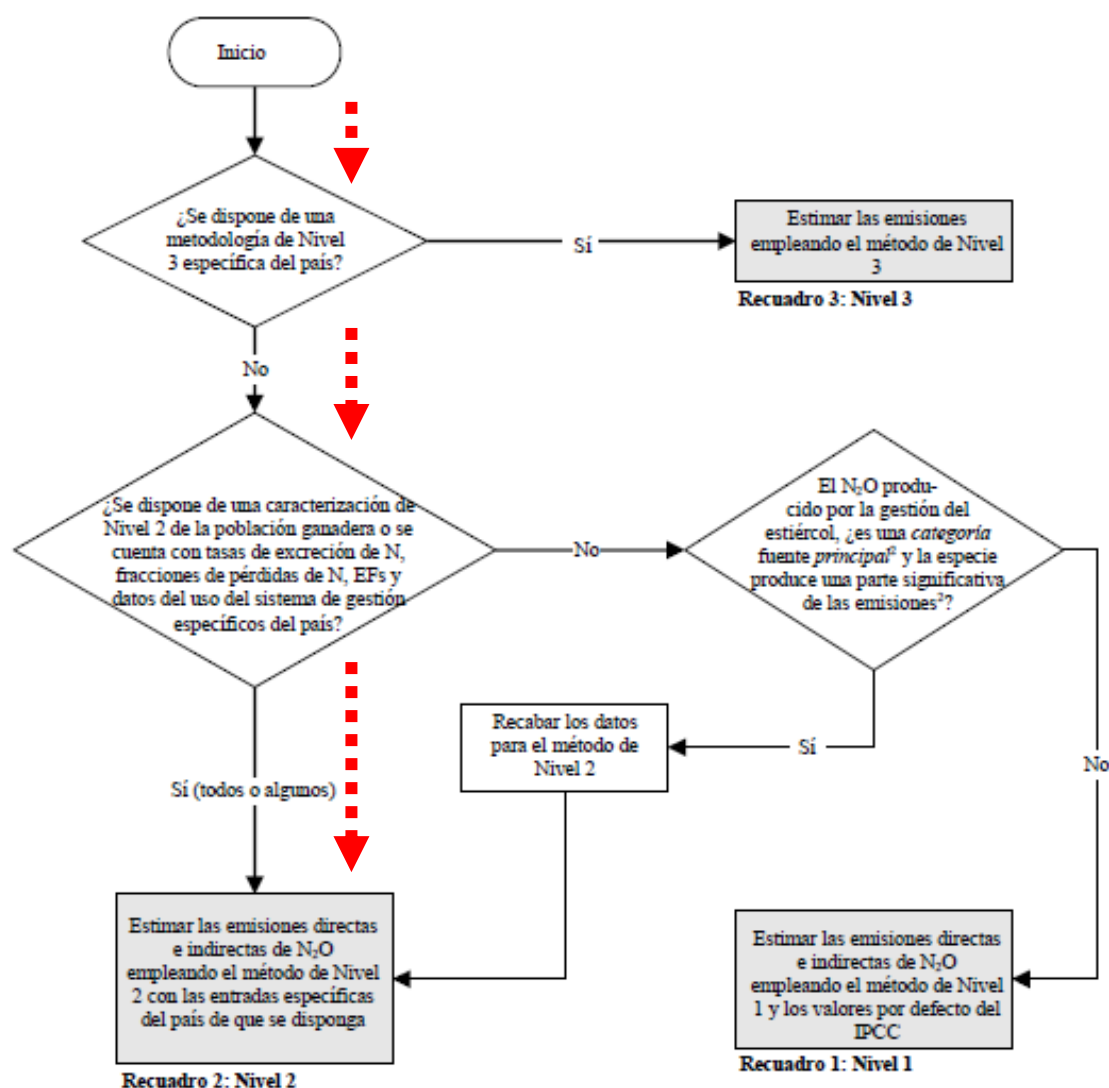 Inicio
¿Se dispone de una
metodología de Nivel
3 específica del país?
Sí
Estimar las emisiones
empleando el método de Nivel
3
Recuadro 3: Nivel 3
No
¿Se dispone de una caracterización de
Nivel 2 de la población ganadera o se
cuenta con tasas de excreción de N,
fracciones de pérdidas de N, EFs y
datos del uso del sistema de gestión
específicos del país?
No
El N₂O produ-
cido por la gestión del
estiércol, ¿es una categoría
fuente principal² y la especie
produce una parte significativa
de las emisiones²?
Sí
No
Recabar los datos
para el método de
Nivel 2
Sí (todos o algunos)
Estimar las emisiones directas
e indirectas de N₂O
empleando el método de Nivel
2 con las entradas específicas
del país de que se disponga
Recuadro 2: Nivel 2
Estimar las emisiones directas
e indirectas de N₂O
empleando el método de Nivel
1 y los valores por defecto del
IPCC
Recuadro 1: Nivel 1